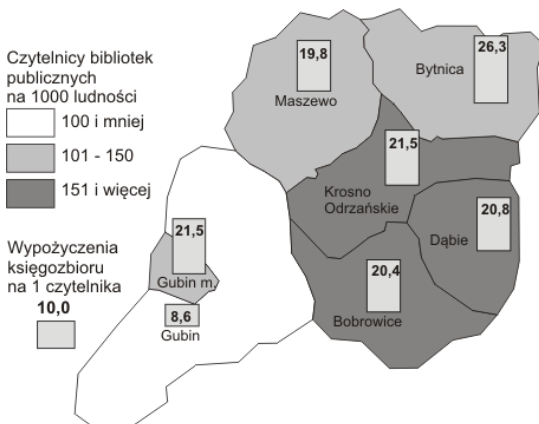 Czytelnicy bibliotek
publicznych
na 1000 ludności
100 i mniej
101 - 150
151 i więcej
Wypożyczenia
księgozbioru
na 1 czytelnika
10,0
19,8
Maszewo
26,3
Bytnica
21,5
Krosno
Odrzańskie
20,8
Dąbie
20,4
Bobrowice
21,5
Gubin m.
8,6
Gubin